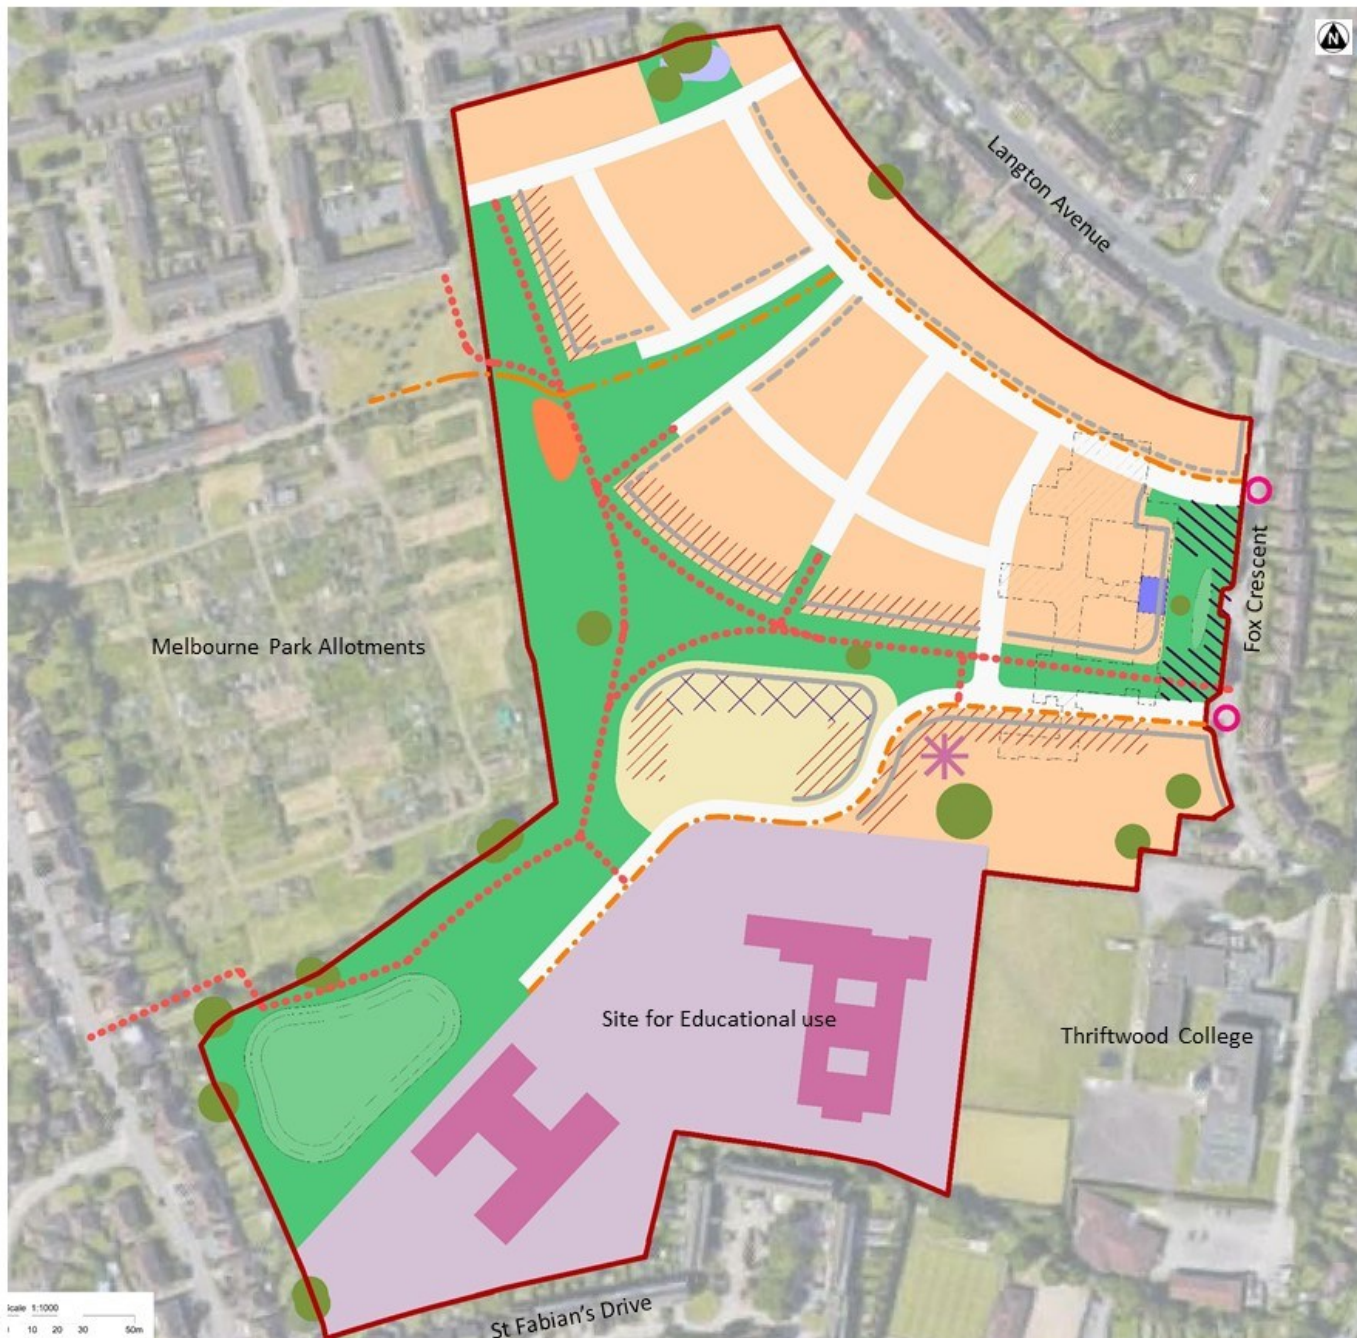 N
Langton Avenue
Fox Crescent
Melbourne Park Allotments
Site for Educational use
Thriftwood College
St Fabian's Drive
Scale 1:1000
10 20 30 50m